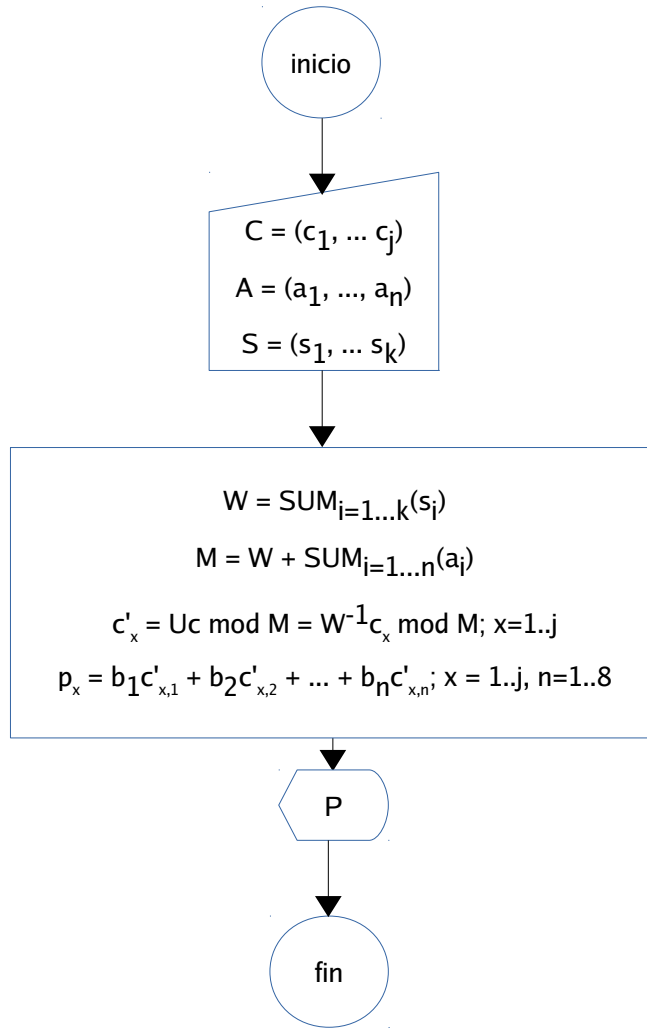 inicio
C = (c₁, ... cⱼ)
A = (a₁, ..., aₙ)
S = (s₁, ... sₖ)
W = SUMᵢ₌₁...ₖ(sᵢ)
M = W + SUMᵢ₌₁...ₙ(aᵢ)
c'ₓ = Uc mod M = W⁻¹cₓ mod M; x=1..j
pₓ = b₁c'ₓ,₁ + b₂c'ₓ,₂ + ... + bₙc'ₓ,ₙ; x = 1..j, n=1..8
P
fin